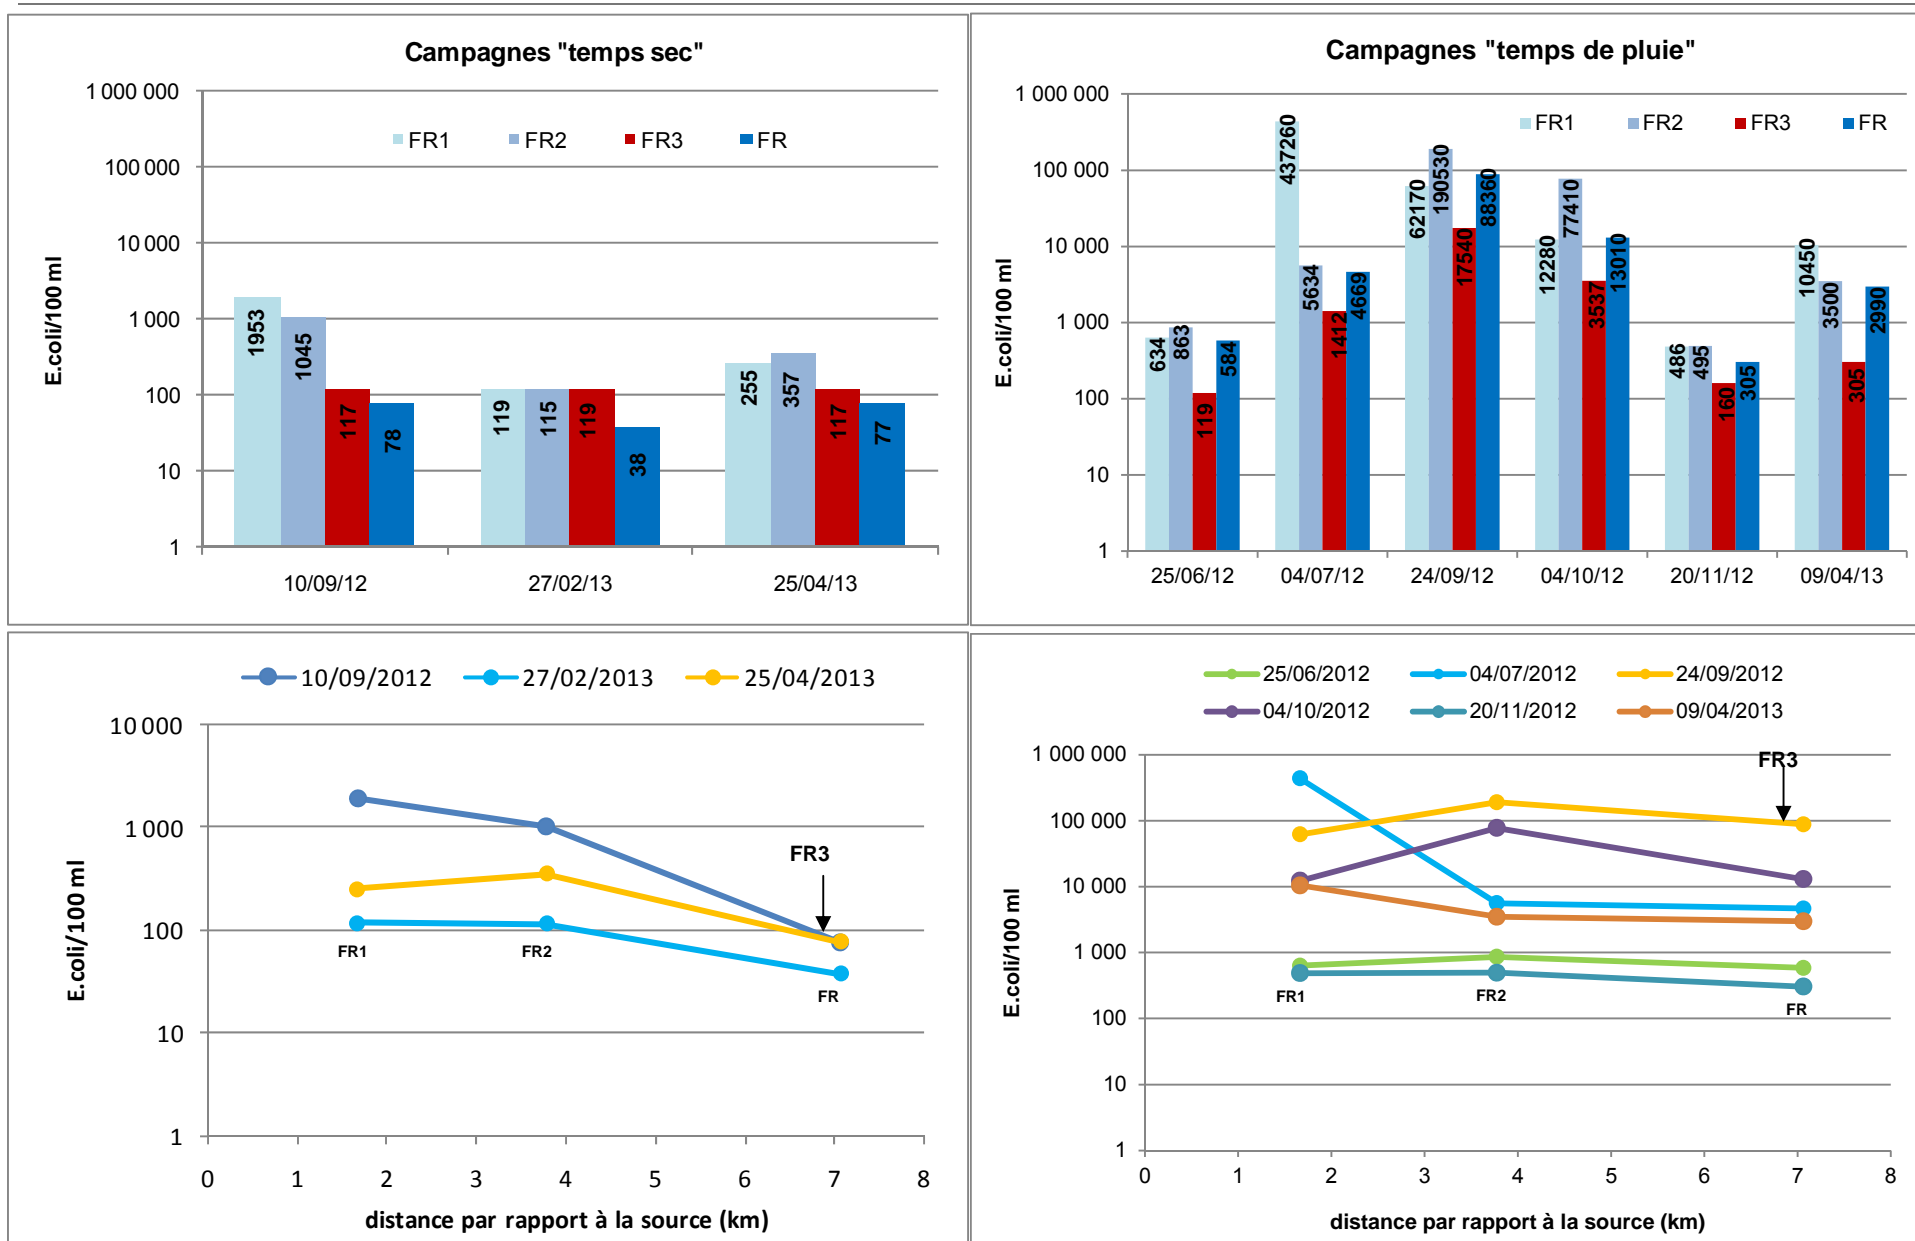 Campagnes "temps sec"
1 000 000
100 000
10 000
1 000
100
10
1
E.coli/100 ml
FR1 FR2 FR3 FR
1953 1045 117 78
119 115 119 38
255 357 117 77
10/09/12 27/02/13 25/04/13
Campagnes "temps de pluie"
1 000 000
100 000
10 000
1 000
100
10
1
E.coli/100 ml
FR1 FR2 FR3 FR
634 863 119 584
437260 5634 1412 4669
62170 190530 17540 88360
12280 77410 3537 13010
486 495 160 305
10450 3500 305 2990
25/06/12 04/07/12 24/09/12 04/10/12 20/11/12 09/04/13
10/09/2012 27/02/2013 25/04/2013
10 000
1 000
100
10
1
E.coli/100 ml
FR3
FR1 FR2
FR
0 1 2 3 4 5 6 7 8
distance par rapport à la source (km)
25/06/2012 04/07/2012 24/09/2012
04/10/2012 20/11/2012 09/04/2013
1 000 000
100 000
10 000
1 000
100
10
1
E.coli/100 ml
FR3
FR1 FR2
FR
0 1 2 3 4 5 6 7 8
distance par rapport à la source (km)